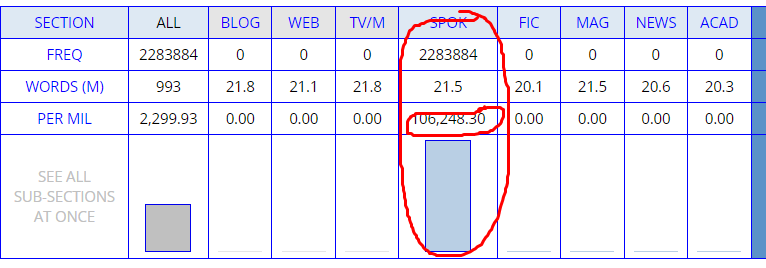 SECTION ALL BLOG WEB TV/M SPOK FIC MAG NEWS ACAD
FREQ 2283884 0 0 0 2283884 0 0 0 0
WORDS (M) 993 21.8 21.1 21.8 21.5 20.1 21.5 20.6 20.3
PER MIL 2,299.93 0.00 0.00 0.00 106,248.30 0.00 0.00 0.00 0.00
SEE ALL
SUB-SECTIONS
AT ONCE